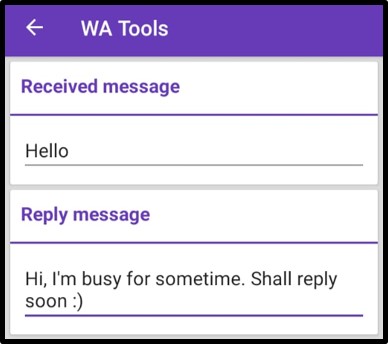 WA Tools
Received message
Hello
Reply message
Hi, I'm busy for sometime. Shall reply
soon :)